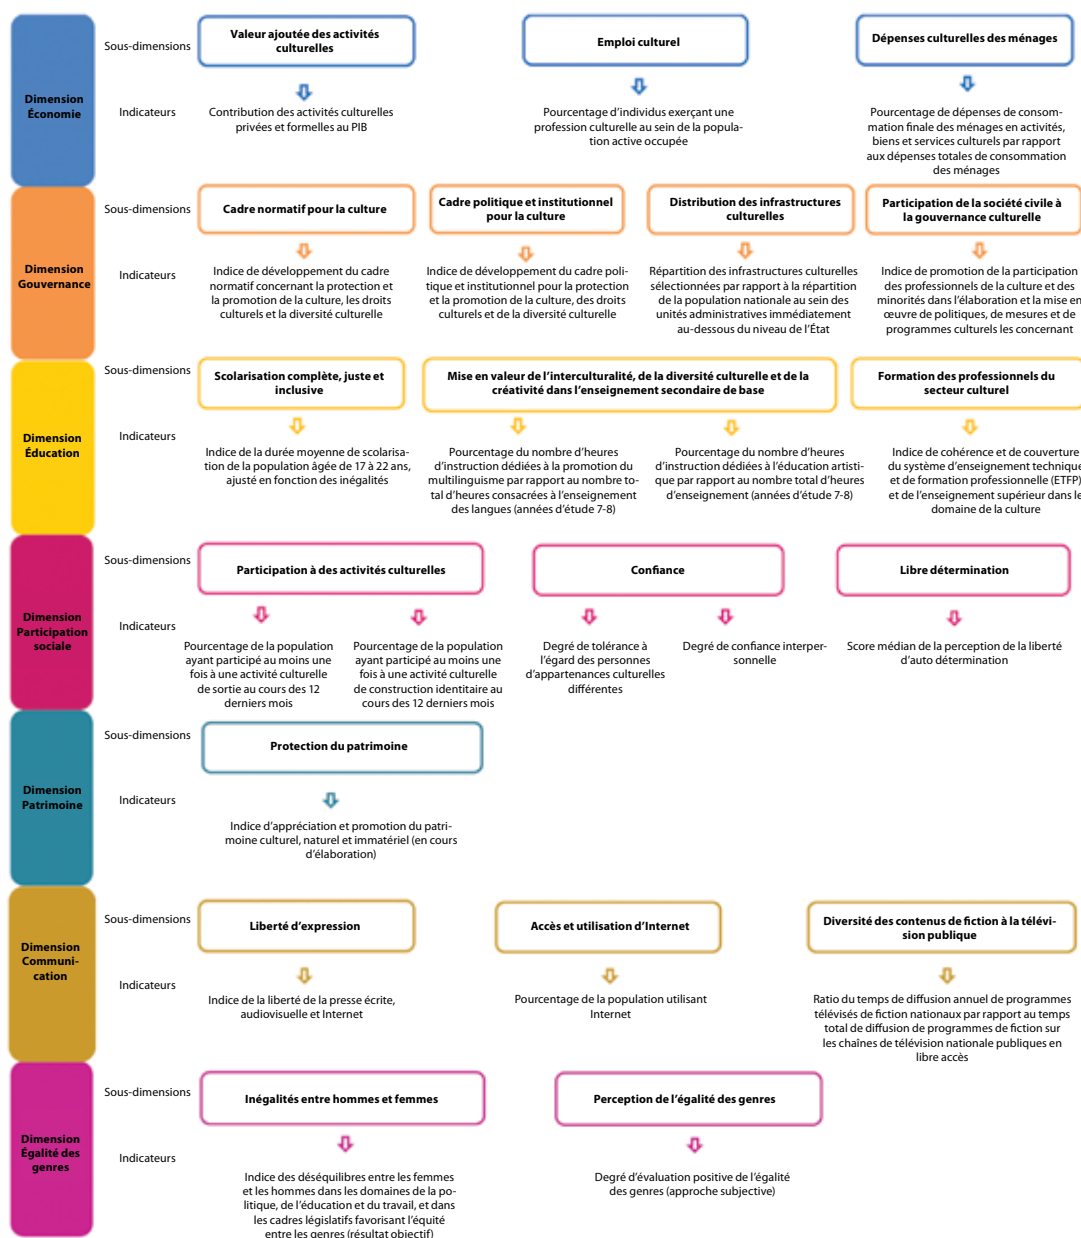 Dimension
Économie
Sous-dimensions
Valeur ajoutée des activités
culturelles
Emploi culturel
Dépenses culturelles des ménages
Indicateurs
Contribution des activités culturelles
privées et formelles au PIB
Pourcentage d'individus exerçant une
profession culturelle au sein de la popula-
tion active occupée
Pourcentage de dépenses de consom-
mation finale des ménages en activités,
biens et services culturels par rapport
aux dépenses totales de consommation
des ménages
Dimension
Gouvernance
Sous-dimensions
Cadre normatif pour la culture
Cadre politique et institutionnel
pour la culture
Distribution des infrastructures
culturelles
Participation de la société civile à
la gouvernance culturelle
Indicateurs
Indice de développement du cadre
normatif concernant la protection et
la promotion de la culture, les droits
culturels et la diversité culturelle
Indice de développement du cadre poli-
tique et institutionnel pour la protection
et la promotion de la culture, des droits
culturels et de la diversité culturelle
Répartition des infrastructures culturelles
sélectionnées par rapport à la répartition
de la population nationale au sein des
unités administratives immédiatement
au-dessous du niveau de l'État
Indice de promotion de la participation
des professionnels de la culture et des
minorités dans l'élaboration et la mise en
œuvre de politiques, de mesures et de
programmes culturels les concernant
Dimension
Éducation
Sous-dimensions
Scolarisation complète, juste et
inclusive
Mise en valeur de l'interculturalité, de la diversité culturelle et de la
créativité dans l'enseignement secondaire de base
Formation des professionnels du
secteur culturel
Indicateurs
Indice de la durée moyenne de scolarisa-
tion de la population âgée de 17 à 22 ans,
ajusté en fonction des inégalités
Pourcentage du nombre d'heures
d'instruction dédiées à la promotion du
multilinguisme par rapport au nombre to-
tal d'heures consacrées à l'enseignement
des langues (années d'étude 7-8)
Pourcentage du nombre d'heures
d'instruction dédiées à l'éducation artisti-
que par rapport au nombre total d'heures
d'enseignement (années d'étude 7-8)
Indice de cohérence et de couverture
du système d'enseignement technique
et de formation professionnelle (ETFP)
et de l'enseignement supérieur dans le
domaine de la culture
Dimension
Participation
sociale
Sous-dimensions
Participation à des activités culturelles
Confiance
Libre détermination
Indicateurs
Pourcentage de la population
ayant participé au moins une
fois à une activité culturelle
de sortie au cours des 12
derniers mois
Pourcentage de la population
ayant participé au moins une
fois à une activité culturelle
de construction identitaire au
cours des 12 derniers mois
Degré de tolérance à
l'égard des personnes
d'appartenances culturelles
différentes
Degré de confiance interper-
sonnelle
Score médian de la perception de la liberté
d'auto détermination
Dimension
Patrimoine
Sous-dimensions
Protection du patrimoine
Indicateurs
Indice d'appréciation et promotion du patri-
moine culturel, naturel et immatériel (en cours
d'élaboration)
Dimension
Communi-
cation
Sous-dimensions
Liberté d'expression
Accès et utilisation d'Internet
Diversité des contenus de fiction à la télévi-
sion publique
Indicateurs
Indice de la liberté de la presse écrite,
audiovisuelle et Internet
Pourcentage de la population utilisant
Internet
Ratio du temps de diffusion annuel de programmes
télévisés de fiction nationaux par rapport au temps
total de diffusion de programmes de fiction sur
les chaînes de télévision nationale publiques en
libre accès
Dimension
Égalité des
genres
Sous-dimensions
Inégalités entre hommes et femmes
Perception de l'égalité des genres
Indicateurs
Indice des déséquilibres entre les femmes
et les hommes dans les domaines de la po-
litique, de l'éducation et du travail, et dans
les cadres législatifs favorisant l'équité
entre les genres (résultat objectif)
Degré d'évaluation positive de l'égalité
des genres (approche subjective)